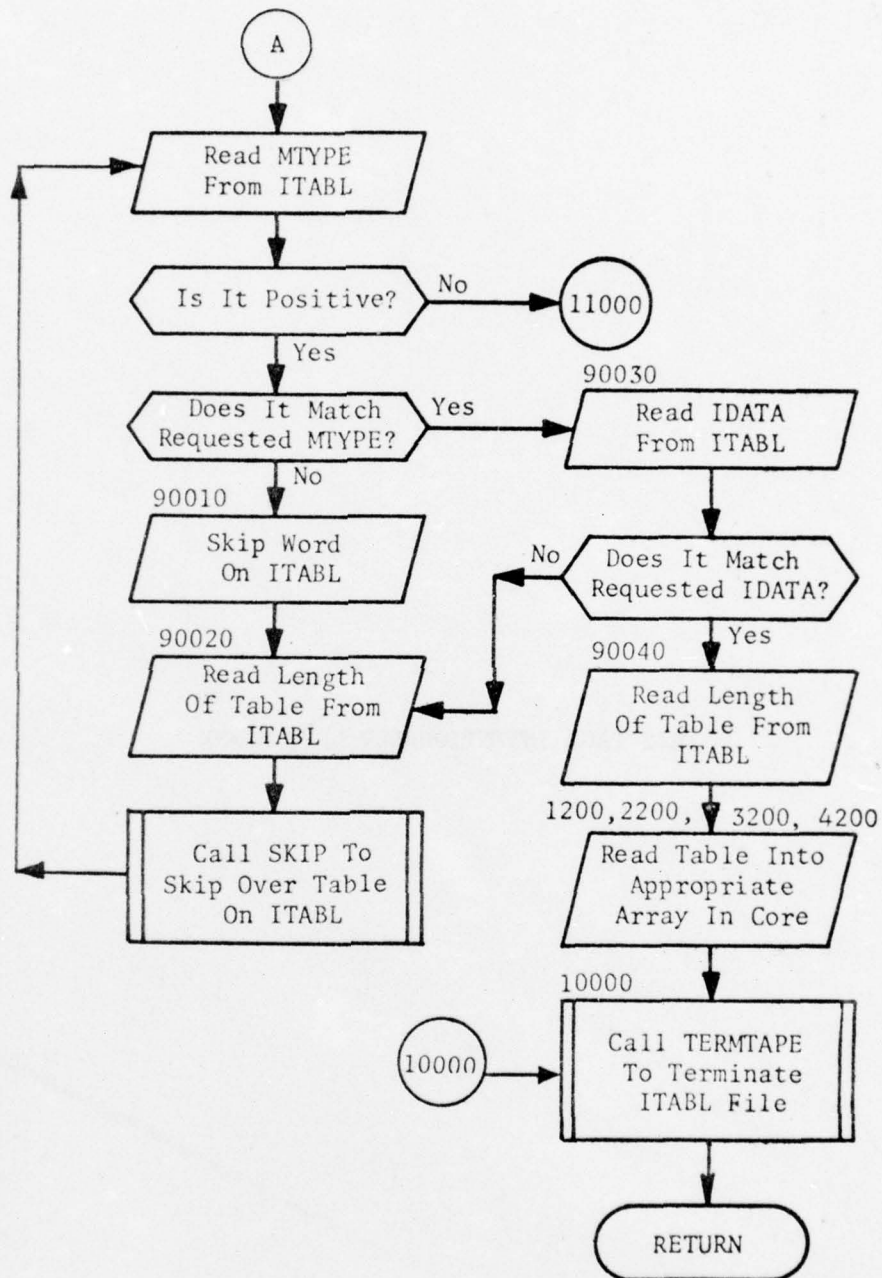 A
Read MTYPE
From ITABL
Is It Positive?
No
11000
Yes
90030
Does It Match
Requested MTYPE?
Yes
Read IDATA
From ITABL
No
90010
Skip Word
On ITABL
No
Does It Match
Requested IDATA?
Yes
90020
Read Length
Of Table From
ITABL
90040
Read Length
Of Table From
ITABL
1200,2200, 3200, 4200
Call SKIP To
Skip Over Table
On ITABL
Read Table Into
Appropriate
Array In Core
10000
10000
Call TERMTAPE
To Terminate
ITABL File
RETURN